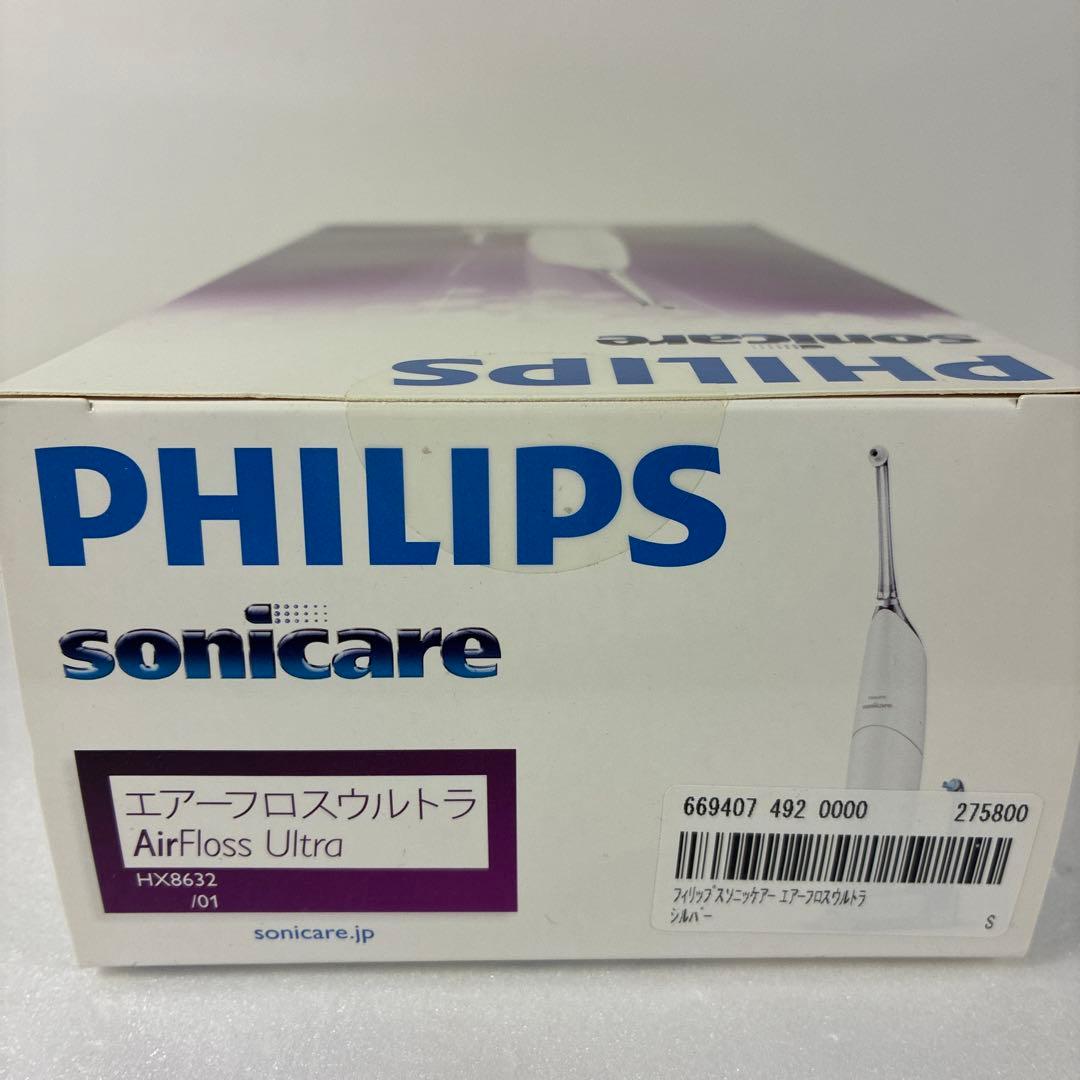 sonicare
PHILIPS
PHILIPS
sonicare
エアーフロスウルトラ
AirFloss Ultra
HX8632
/01
sonicare.jp
sonicare
669407 492 0000 275800
フィリップスソニッケアー エアーフロスウルトラ
シルバー S